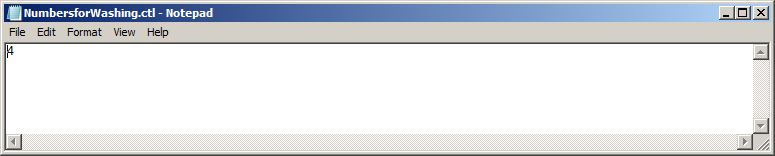 NumbersforWashing.ctl - Notepad
File Edit Format View Help
4